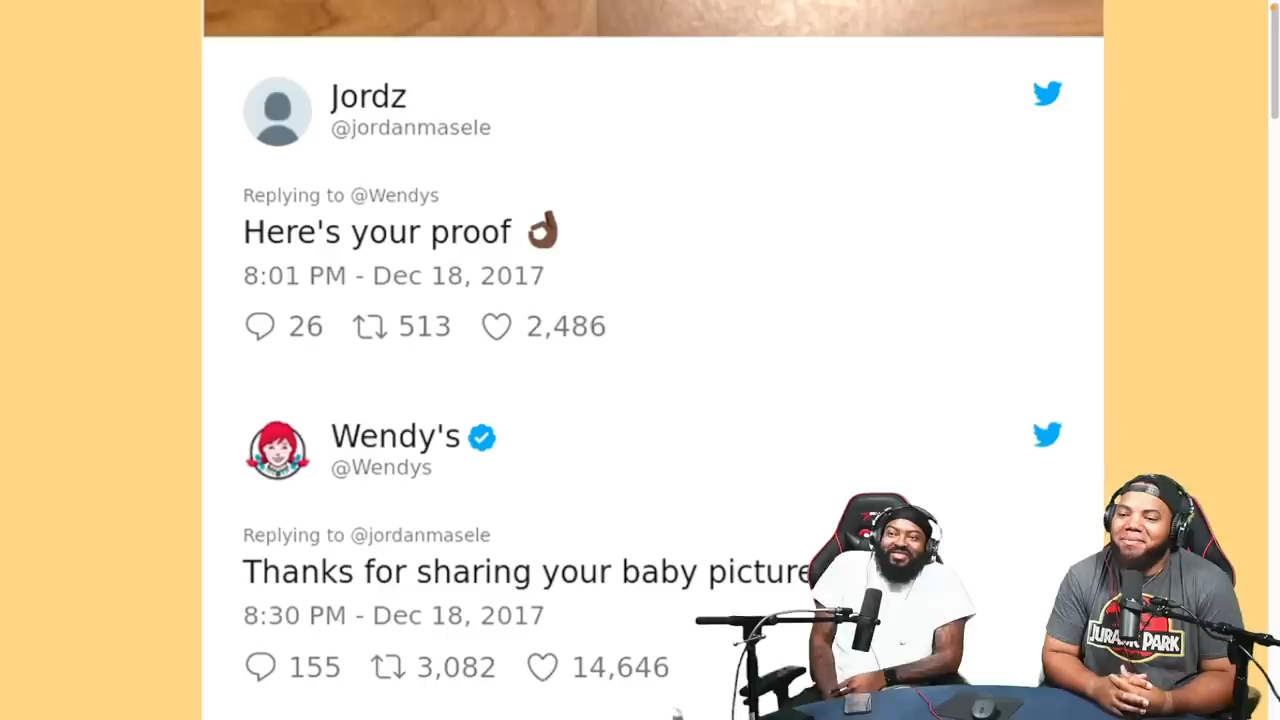 Jordz
@jordanmasele
Replying to @Wendys
Here's your proof 👌🏿
8:01 PM - Dec 18, 2017
26 513 2,486
Wendy's
@Wendys
Replying to @jordanmasele
Thanks for sharing your baby picture
8:30 PM - Dec 18, 2017
155 3,082 14,646
JURASSIC PARK